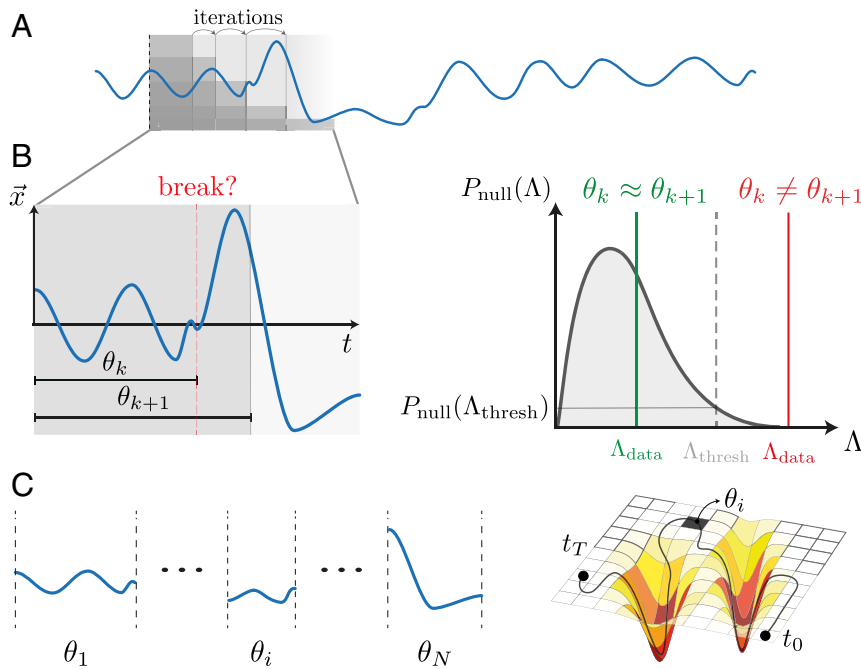 A
iterations
B
break?
x⃗
t
θ_k
θ_{k+1}
P_null(Λ)
θ_k ≈ θ_{k+1}
θ_k ≠ θ_{k+1}
P_null(Λ_thresh)
Λ_data
Λ_thresh
Λ_data
Λ
C
θ_1
θ_i
θ_N
θ_i
t_T
t_0